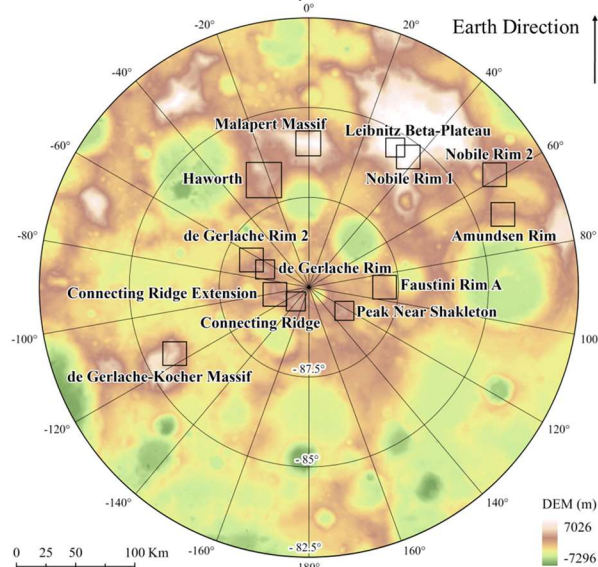 0°
-20°
20°
Earth Direction
-40°
40°
Malapert Massif
Leibnitz Beta-Plateau
-60°
60°
Nobile Rim 2
Haworth
Nobile Rim 1
-80°
80°
de Gerlache Rim 2
Amundsen Rim
de Gerlache Rim
Connecting Ridge Extension
Faustini Rim A
Connecting Ridge
Peak Near Shakleton
-100°
100°
- 87.5°
de Gerlache-Kocher Massif
-120°
120°
- 85°
-140°
140°
DEM (m)
7026
-7296
-160°
160°
- 82.5°
180°
0 25 50 100 Km